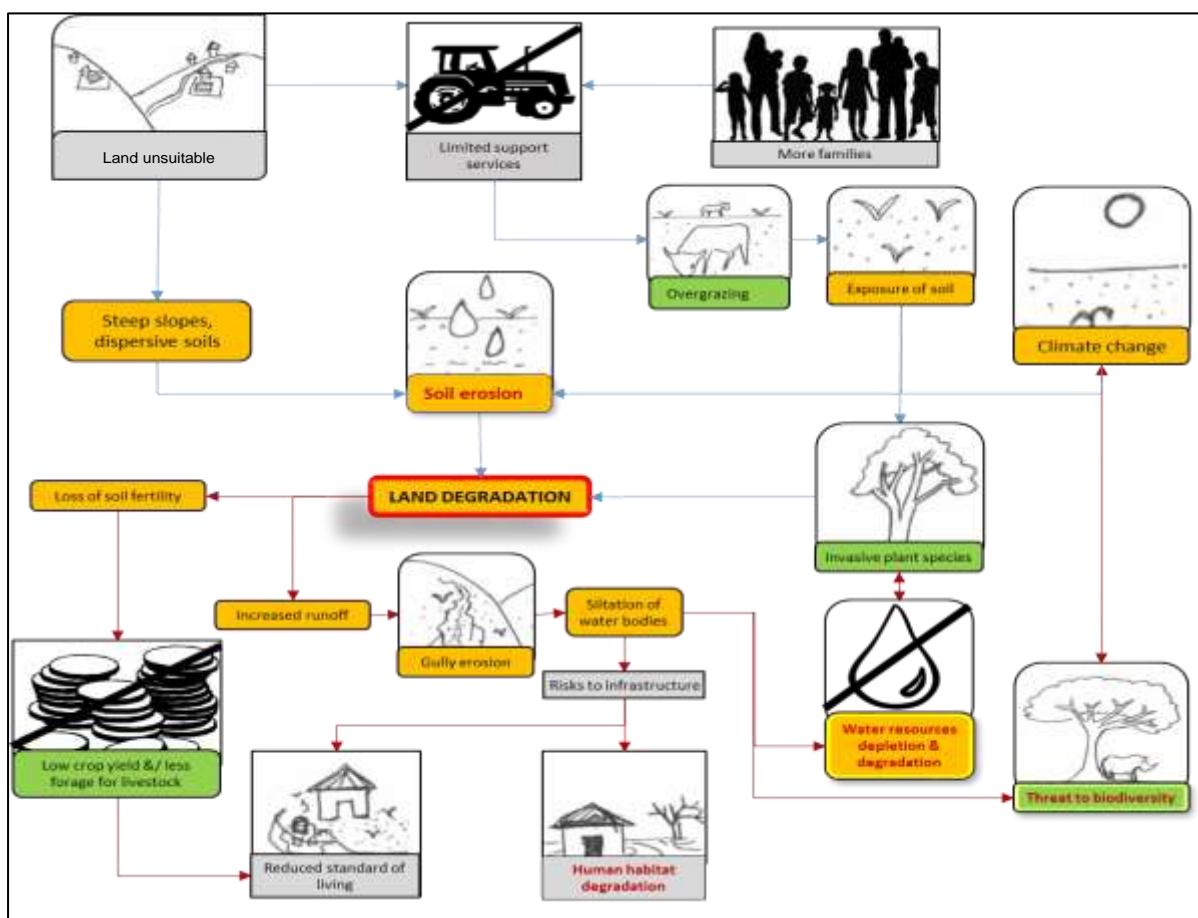 Land unsuitable
Limited support
services
More families
Overgrazing
Exposure of soil
Steep slopes,
dispersive soils
Climate change
Soil erosion
Loss of soil fertility
LAND DEGRADATION
Invasive plant species
Increased runoff
Gully erosion
Siltation of
water bodies
Risks to infrastructure
Water resources
depletion &
degradation
Low crop yield &/ less
forage for livestock
Threat to biodiversity
Reduced standard of
living
Human habitat
degradation